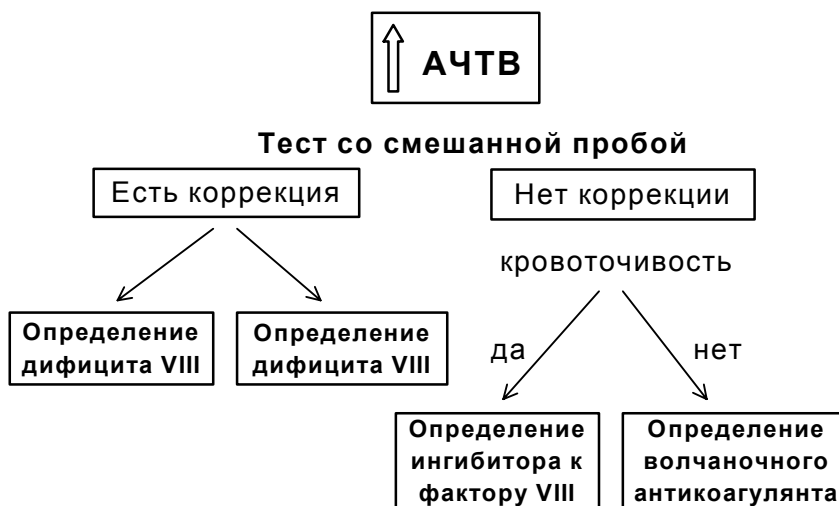 АЧТВ
Тест со смешанной пробой
Есть коррекция
Нет коррекции
кровоточивость
Определение
дифицита VIII
Определение
дифицита VIII
да
нет
Определение
ингибитора к
фактору VIII
Определение
волчаночного
антикоагулянта